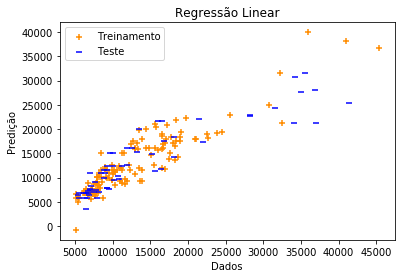 Regressão Linear
Treinamento
Teste
Predição
40000
35000
30000
25000
20000
15000
10000
5000
0
5000 10000 15000 20000 25000 30000 35000 40000 45000
Dados